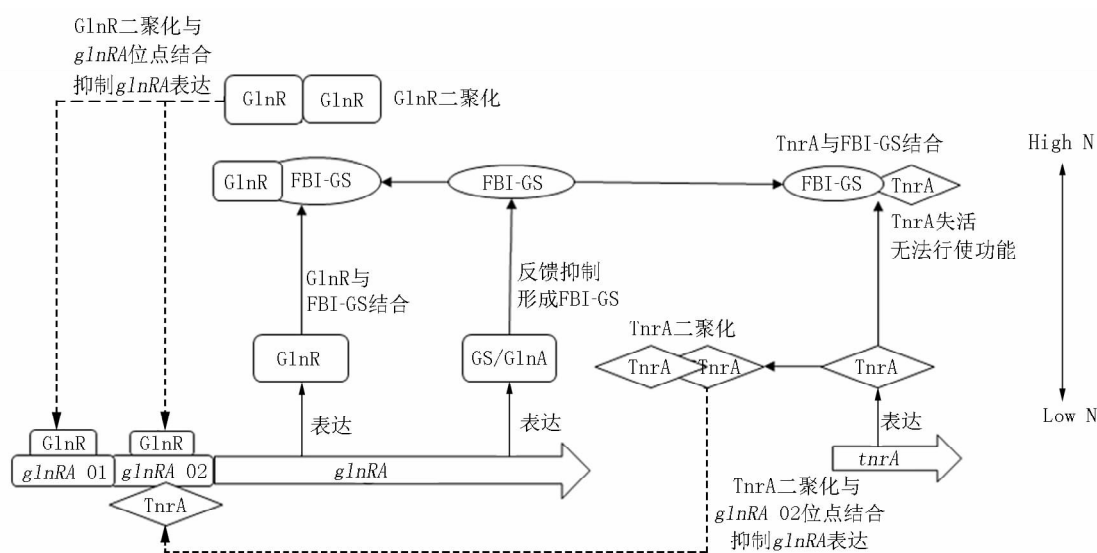 GlnR二聚化与
glnRA位点结合
抑制glnRA表达
GlnR
GlnR
GlnR二聚化
TnrA与FBI-GS结合
High N
GlnR
FBI-GS
FBI-GS
FBI-GS
TnrA
TnrA失活
无法行使功能
GlnR与
FBI-GS结合
反馈抑制
形成FBI-GS
TnrA二聚化
GlnR
GS/GlnA
TnrA
TnrA
TnrA
Low N
表达
表达
表达
GlnR
GlnR
glnRA 01
glnRA 02
glnRA
tnrA
TnrA
TnrA二聚化与
glnRA 02位点结合
抑制glnRA表达